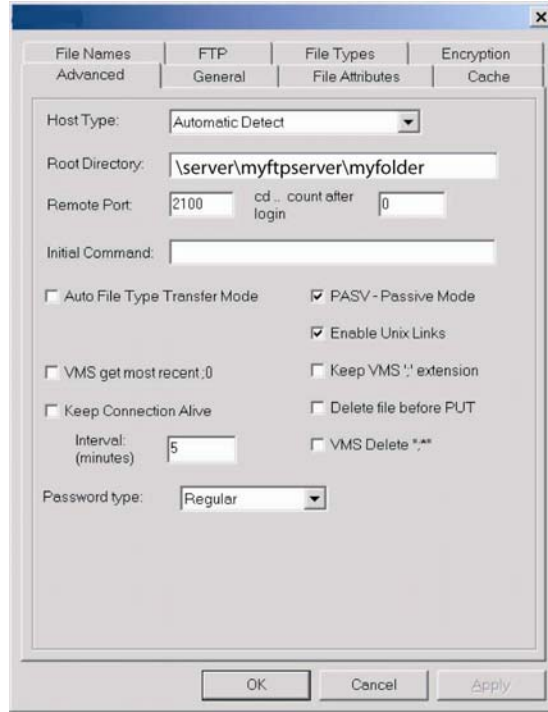 File Names FTP File Types Encryption
Advanced General File Attributes Cache
Host Type: Automatic Detect
Root Directory: \server\myftpserver\myfolder
Remote Port: 2100 cd .. count after login 0
Initial Command:
Auto File Type Transfer Mode PASV - Passive Mode
Enable Unix Links
VMS get most recent ;0 Keep VMS ';' extension
Keep Connection Alive Delete file before PUT
Interval: (minutes) 5 VMS Delete *;**
Password type: Regular
OK Cancel Apply